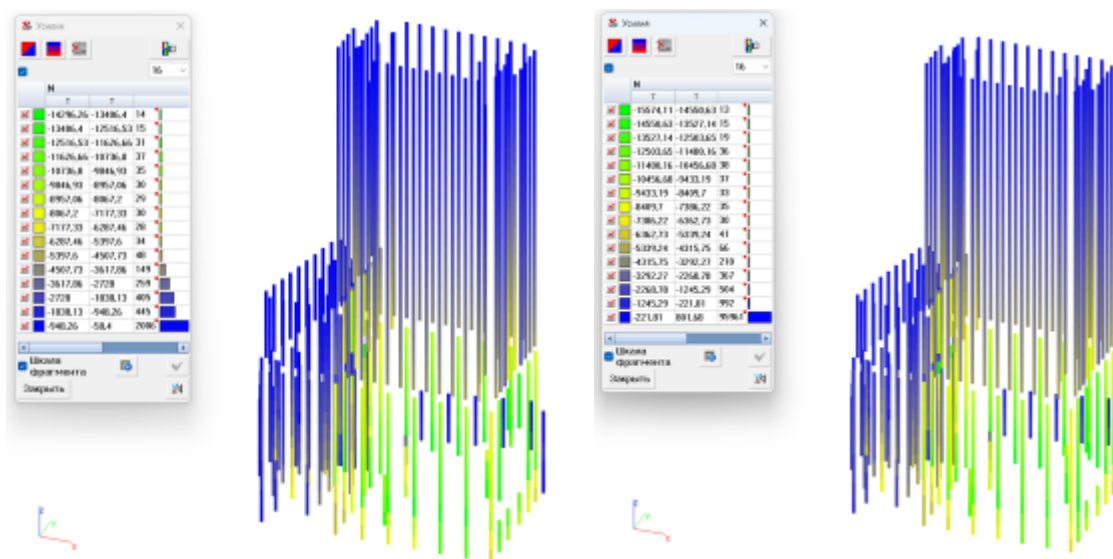 Усилия
16
N
Т Т
-14296,26 -13406,4 14
-13406,4 -12516,53 15
-12516,53 -11626,66 31
-11626,66 -10736,8 37
-10736,8 -9846,93 35
-9846,93 -8957,06 30
-8957,06 -8067,2 29
-8067,2 -7177,33 30
-7177,33 -6287,46 28
-6287,46 -5397,6 34
-5397,6 -4507,73 48
-4507,73 -3617,86 149
-3617,86 -2728 259
-2728 -1838,13 405
-1838,13 -948,26 445
-948,26 -58,4 2006
Шкала
фрагмента
Закрыть
Z
Y
X
Усилия
16
N
Т Т
-15574,11 -14550,63 13
-14550,63 -13527,14 15
-13527,14 -12503,65 19
-12503,65 -11480,16 36
-11480,16 -10456,68 38
-10456,68 -9433,19 37
-9433,19 -8409,7 33
-8409,7 -7386,22 35
-7386,22 -6362,73 30
-6362,73 -5339,24 41
-5339,24 -4315,75 66
-4315,75 -3292,27 210
-3292,27 -2268,78 367
-2268,78 -1245,29 504
-1245,29 -221,81 992
-221,81 801,68 95961
Шкала
фрагмента
Закрыть
Z
Y
X